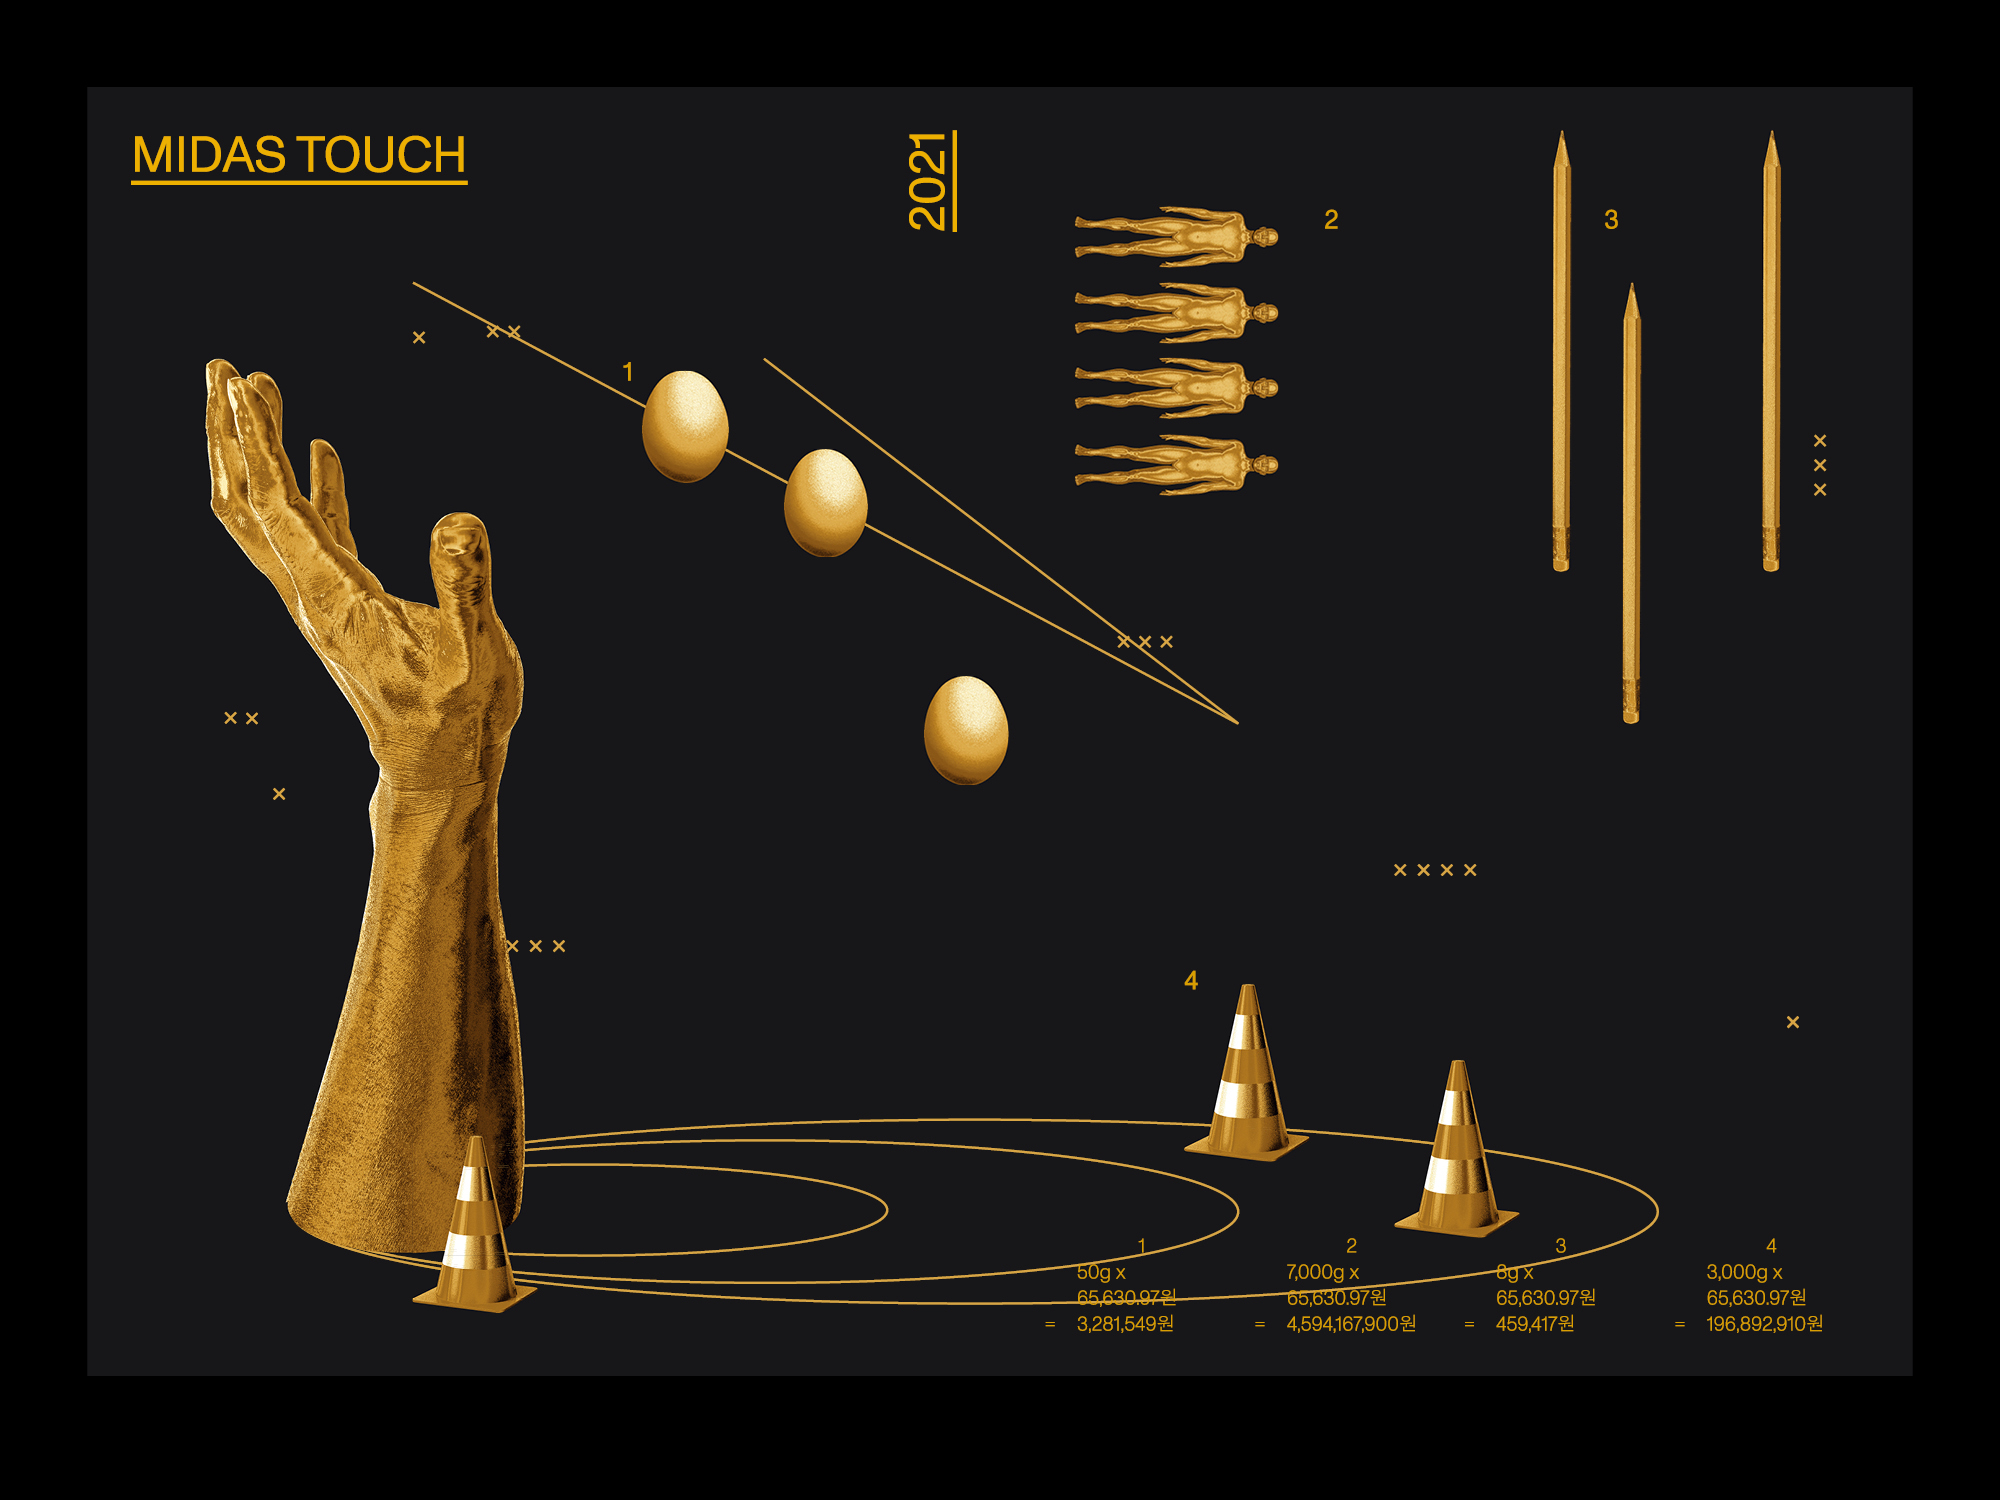 MIDAS TOUCH
2021
1
2
3
4
1
50g x
65,630.97원
= 3,281,549원
2
7,000g x
65,630.97원
= 4,594,167,900원
3
8g x
65,630.97원
= 459,417원
4
3,000g x
65,630.97원
= 196,892,910원